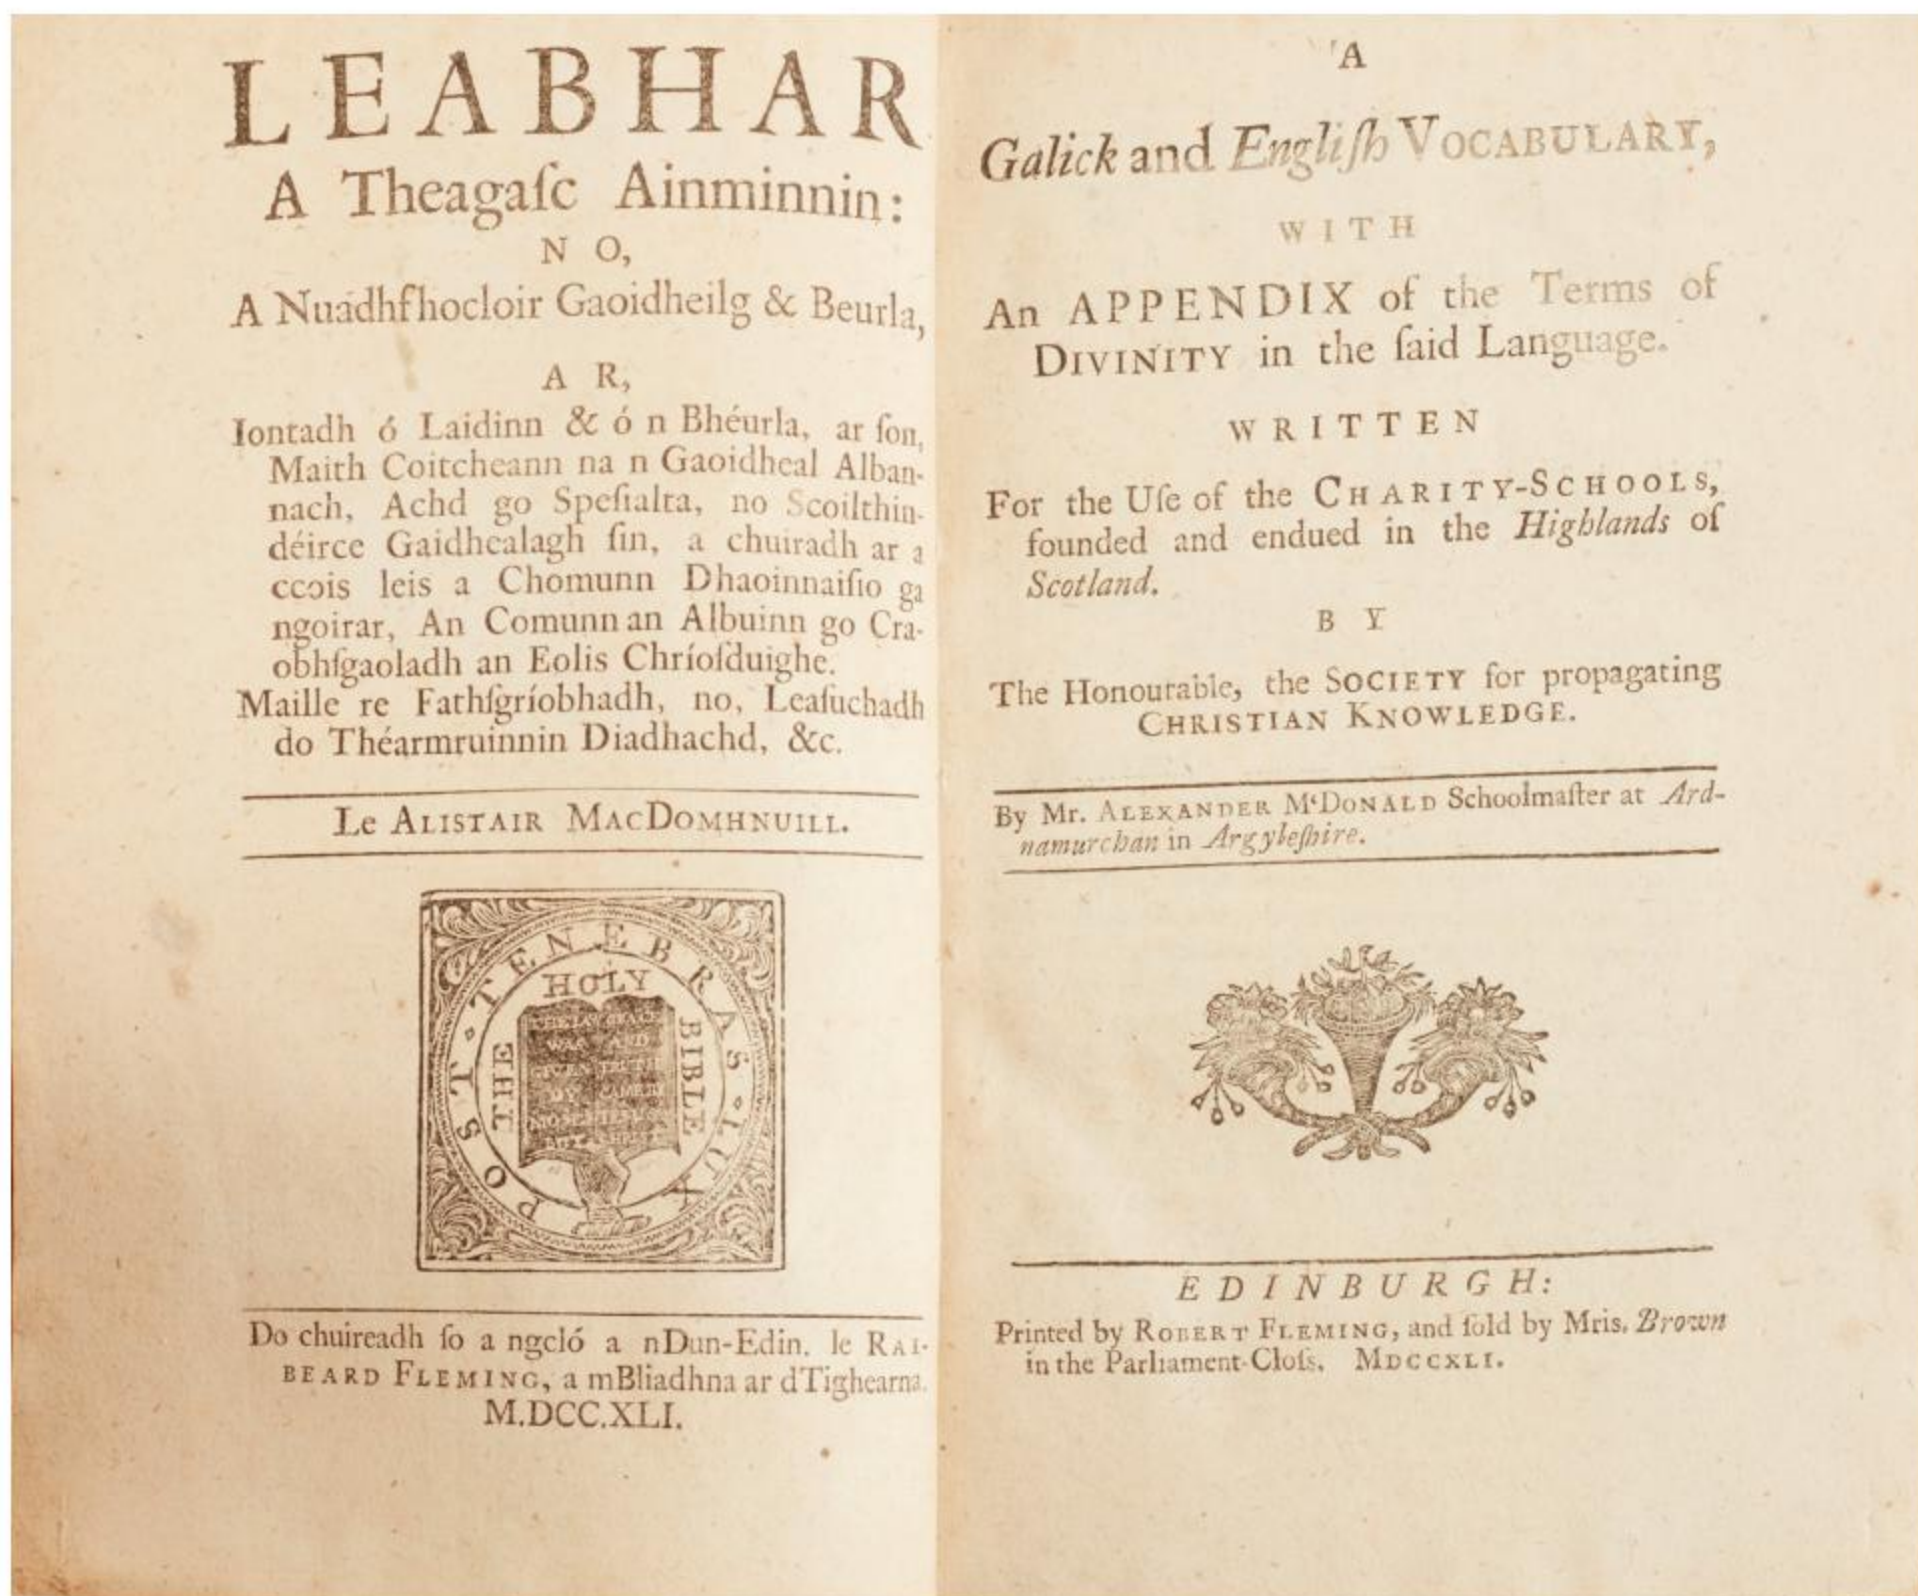 LEABHAR
A Theagaſc Ainminnin:
NO,
A Nuádhfhocloir Gaoidheilg & Beurla,
AR,
Iontadh ó Laidinn & ó n Bhéurla, ar ſon,
Maith Coitcheann na n Gaoidheal Alban-
nach, Achd go Speſialta, no Scoilthin-
déirce Gaidhealagh ſin, a chuiradh ar a
ccois leis a Chomunn Dhaoinnaiſio ga
ngoirar, An Comunn an Albuinn go Cra-
obhſgaoladh an Eolis Chríoſduighe.
Maille re Fathſgríobhadh, no, Leaſuchadh
do Théarmruinnin Diadhachd, &c.
Le ALISTAIR MACDOMHNUILL.
POST TENEBRAS LUX
THE HOLY BIBLE
Do chuireadh ſo a ngcló a nDun-Edin. le RAI-
BEARD FLEMING, a mBliadhna ar dTighearna.
M.DCC.XLI.
A
Galick and Engliſh VOCABULARY,
WITH
An APPENDIX of the Terms of
DIVINITY in the ſaid Language.
WRITTEN
For the Uſe of the CHARITY-SCHOOLS,
founded and endued in the Highlands of
Scotland.
BY
The Honourable, the SOCIETY for propagating
CHRISTIAN KNOWLEDGE.
By Mr. ALEXANDER M‘DONALD Schoolmaſter at Ard-
namurchan in Argyleſhire.
EDINBURGH:
Printed by ROBERT FLEMING, and ſold by Mris. Brown
in the Parliament-Cloſs. MDCCXLI.